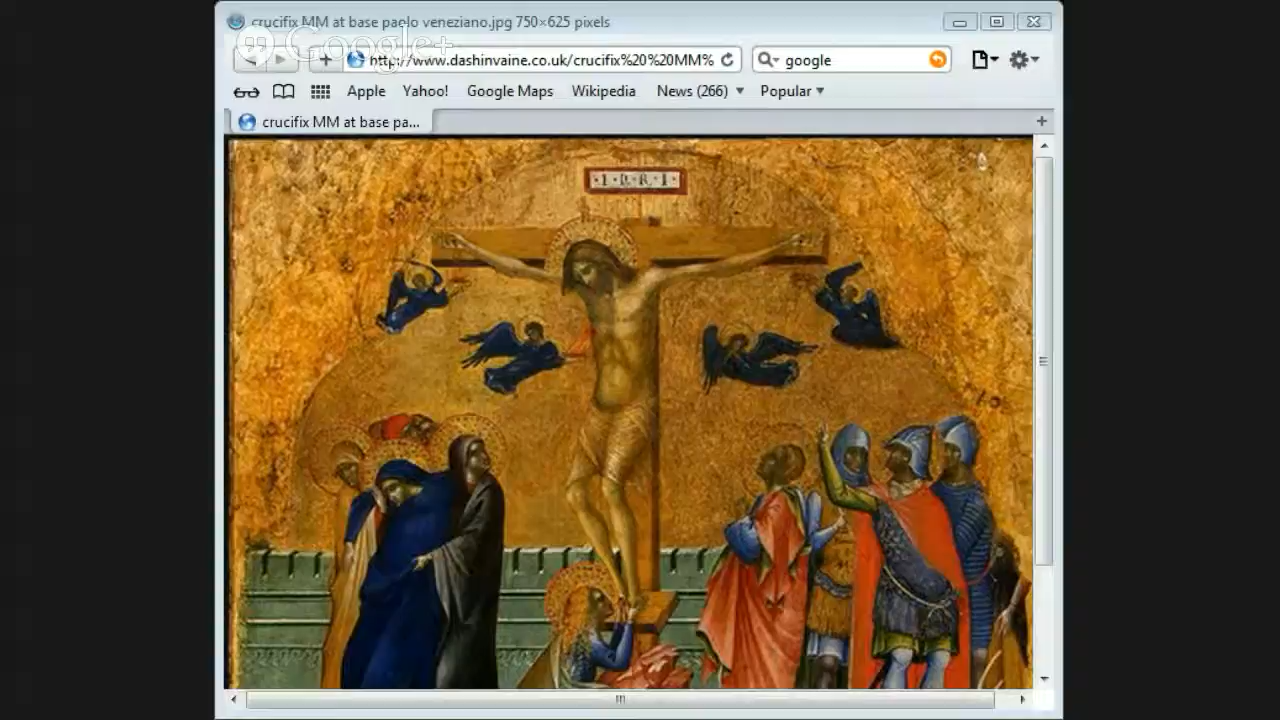 crucifix MM at base paolo veneziano.jpg 750×625 pixels
Google+
http://www.dashinvaine.co.uk/crucifix%20%20MM%
google
Apple Yahoo! Google Maps Wikipedia News (266) Popular
crucifix MM at base pa...